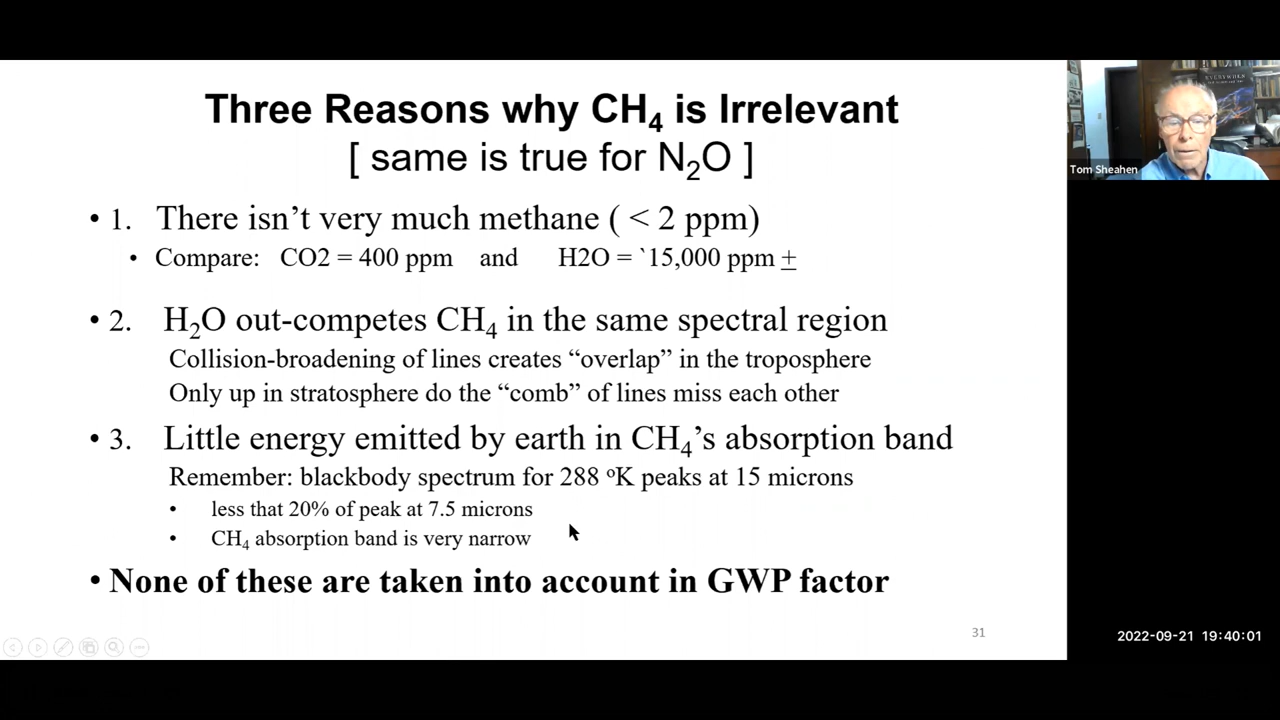 Three Reasons why CH₄ is Irrelevant
[ same is true for N₂O ]
• 1. There isn’t very much methane ( < 2 ppm)
• Compare: CO2 = 400 ppm and H2O = `15,000 ppm ±
• 2. H₂O out-competes CH₄ in the same spectral region
Collision-broadening of lines creates “overlap” in the troposphere
Only up in stratosphere do the “comb” of lines miss each other
• 3. Little energy emitted by earth in CH₄’s absorption band
Remember: blackbody spectrum for 288 ᵒK peaks at 15 microns
• less that 20% of peak at 7.5 microns
• CH₄ absorption band is very narrow
• None of these are taken into account in GWP factor
31
Tom Sheahen
2022-09-21 19:40:01